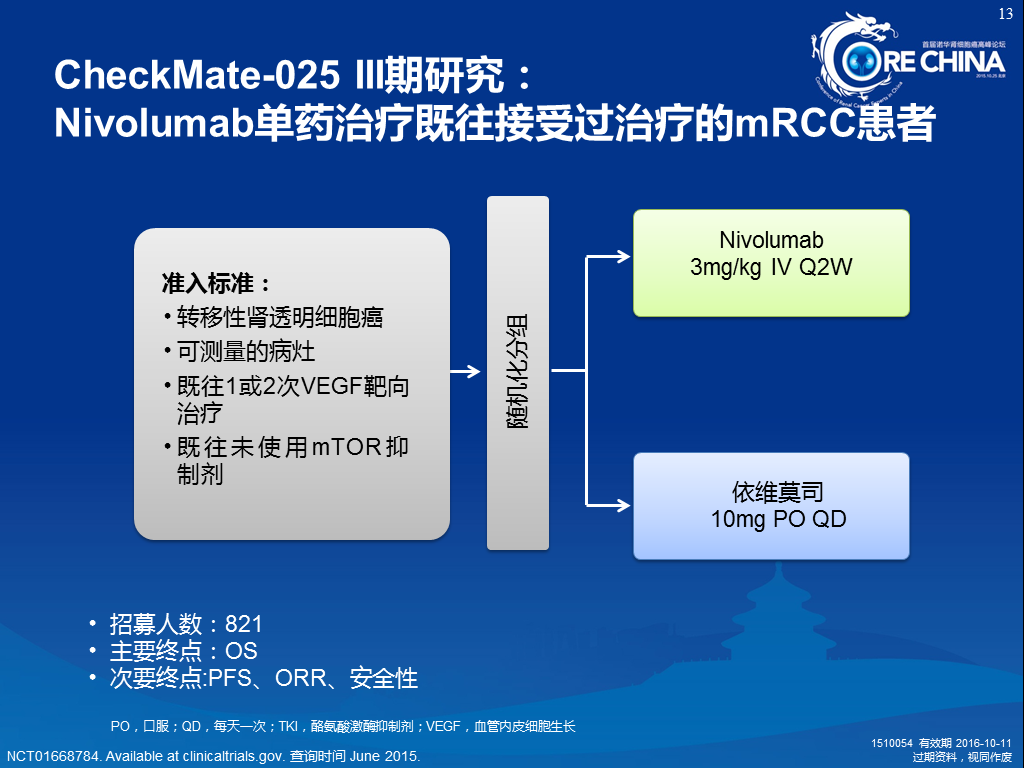 13
首届诺华肾细胞癌高峰论坛
ORE CHINA
2015.10.25 北京
Conference of Renal Cancer Experts in China
CheckMate-025 III期研究：
Nivolumab单药治疗既往接受过治疗的mRCC患者
准入标准：
•转移性肾透明细胞癌
•可测量的病灶
•既往1或2次VEGF靶向
治疗
•既往未使用mTOR抑
制剂
随机化分组
Nivolumab
3mg/kg IV Q2W
依维莫司
10mg PO QD
• 招募人数：821
• 主要终点：OS
• 次要终点:PFS、ORR、安全性
PO，口服；QD，每天一次；TKI，酪氨酸激酶抑制剂；VEGF，血管内皮细胞生长
NCT01668784. Available at clinicaltrials.gov. 查询时间 June 2015.
1510054 有效期 2016-10-11
过期资料，视同作废